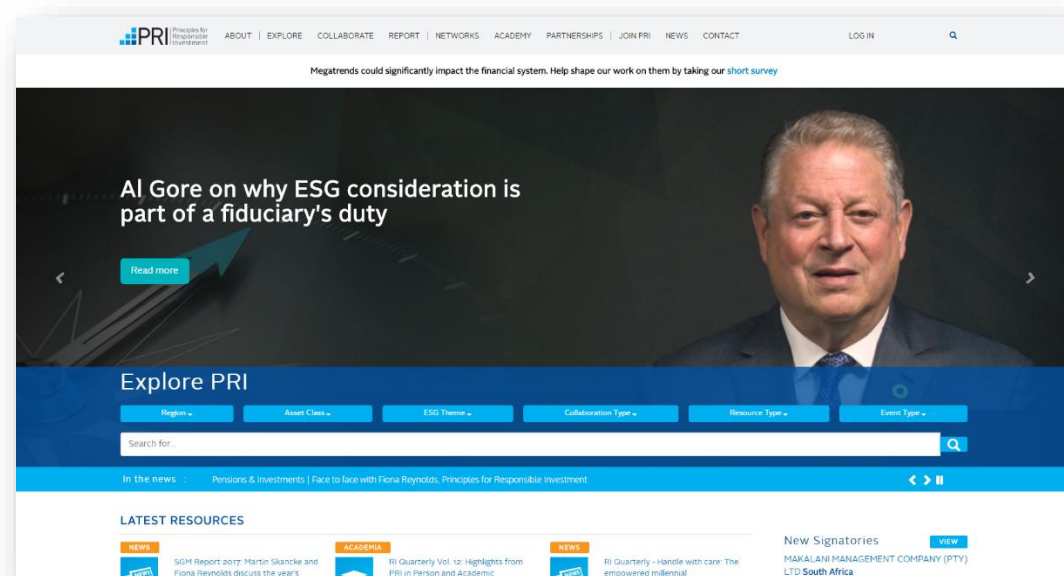 PRI Principles for
Responsible
Investment
ABOUT | EXPLORE COLLABORATE REPORT | NETWORKS ACADEMY PARTNERSHIPS | JOIN PRI NEWS CONTACT LOG IN
Megatrends could significantly impact the financial system. Help shape our work on them by taking our short survey
Al Gore on why ESG consideration is
part of a fiduciary's duty
Read more
Explore PRI
Region Asset Class ESG Theme Collaboration Type Resource Type Event Type
Search for...
In the news : Pensions & Investments | Face to face with Fiona Reynolds, Principles for Responsible Investment
LATEST RESOURCES
NEWS
NEWS
SGM Report 2017: Martin Skancke and
Fiona Reynolds discuss the year's
ACADEMIA
RI Quarterly Vol. 12: Highlights from
PRI in Person and Academic
NEWS
NEWS
RI Quarterly - Handle with care: The
empowered millennial
New Signatories VIEW
MAKALANI MANAGEMENT COMPANY (PTY)
LTD South Africa